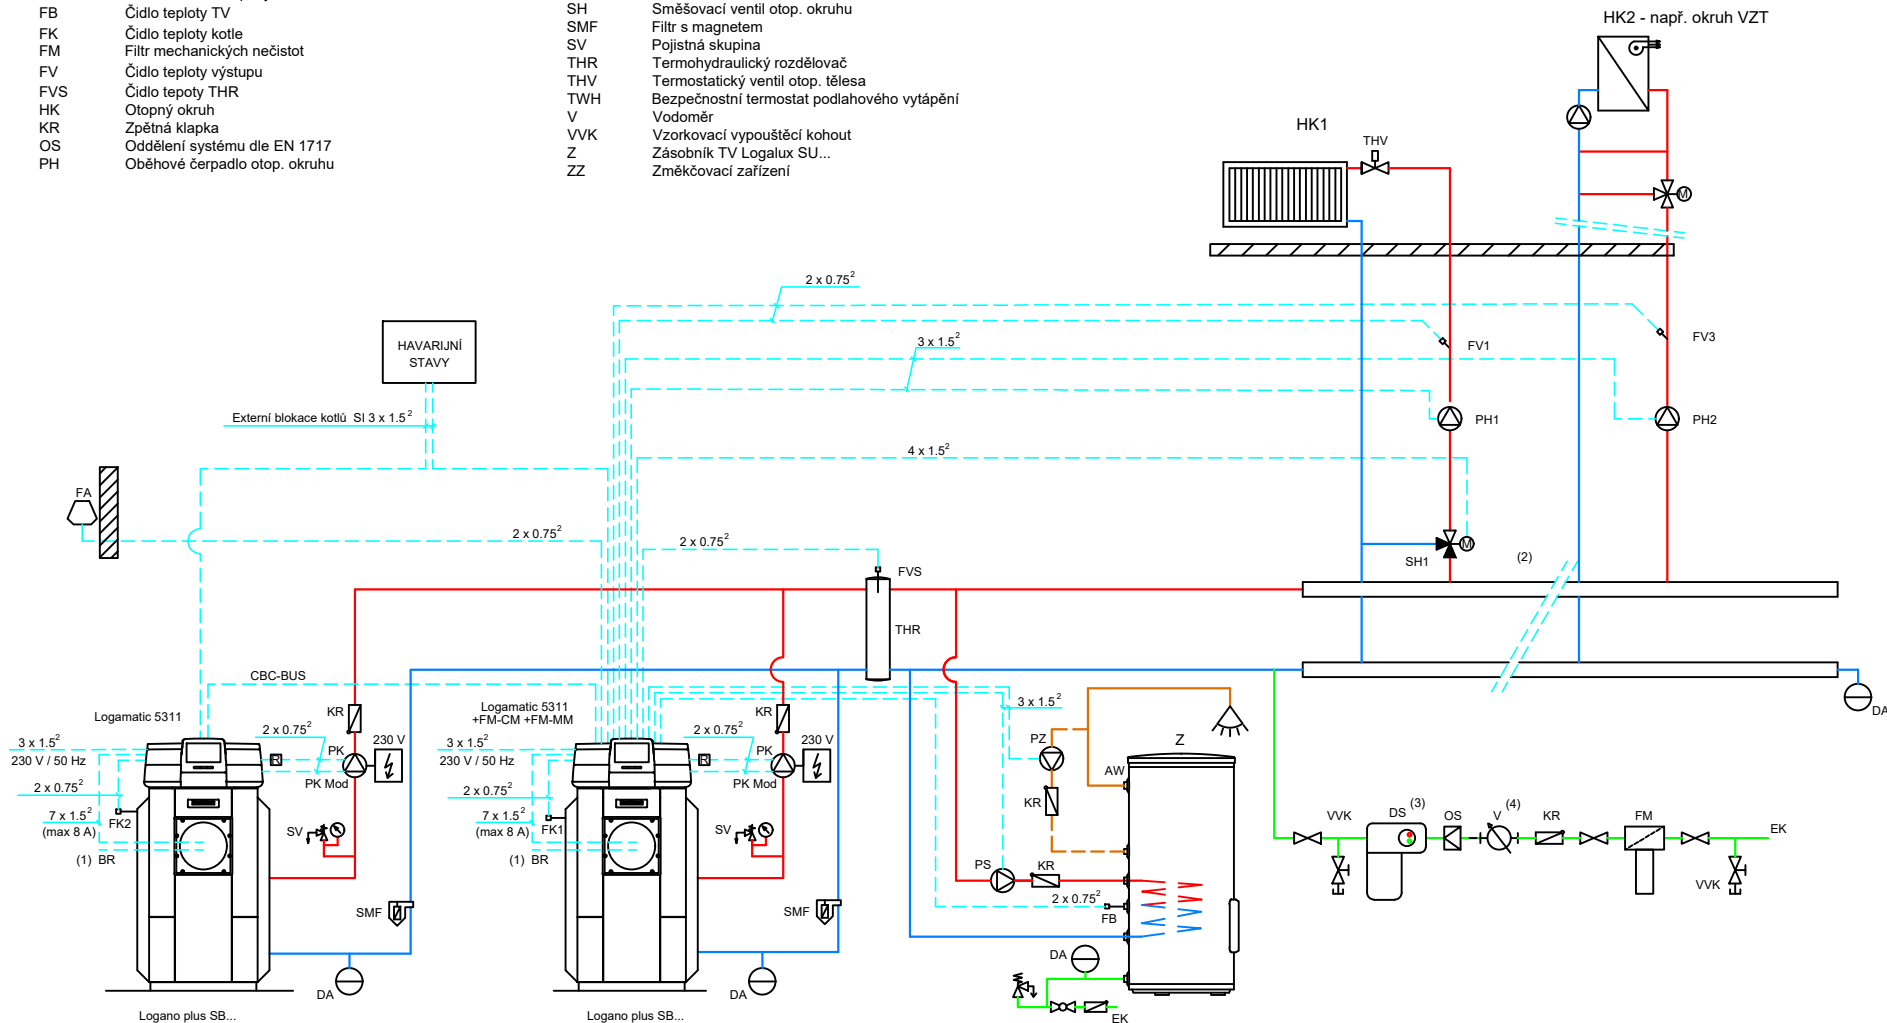 FB Čidlo teploty TV
FK Čidlo teploty kotle
FM Filtr mechanických nečistot
FV Čidlo teploty výstupu
FVS Čidlo tepoty THR
HK Otopný okruh
KR Zpětná klapka
OS Oddělení systému dle EN 1717
PH Oběhové čerpadlo otop. okruhu
SH Směšovací ventil otop. okruhu
SMF Filtr s magnetem
SV Pojistná skupina
THR Termohydraulický rozdělovač
THV Termostatický ventil otop. tělesa
TWH Bezpečnostní termostat podlahového vytápění
V Vodoměr
VVK Vzorkovací vypouštěcí kohout
Z Zásobník TV Logalux SU...
ZZ Změkčovací zařízení
HK2 - např. okruh VZT
HK1
THV
M
2 x 0.75²
3 x 1.5²
FV1
FV3
HAVARIJNÍ
STAVY
Externí blokace kotlů SI 3 x 1.5²
PH1
PH2
4 x 1.5²
FA
2 x 0.75²
2 x 0.75²
M
SH1
(2)
FVS
THR
CBC-BUS
Logamatic 5311
Logamatic 5311
+FM-CM +FM-MM
KR
KR
3 x 1.5²
230 V / 50 Hz
2 x 0.75²
R
PK
230 V
PK Mod
2 x 0.75²
FK2
7 x 1.5²
(max 8 A)
(1) BR
SV
SMF
DA
Logano plus SB...
3 x 1.5²
230 V / 50 Hz
2 x 0.75²
R
PK
230 V
PK Mod
2 x 0.75²
FK1
7 x 1.5²
(max 8 A)
(1) BR
SV
SMF
DA
Logano plus SB...
3 x 1.5²
PZ
AW
Z
KR
PS
KR
2 x 0.75²
FB
DA
EK
DA
VVK
DS (3)
OS
V (4)
KR
FM
EK
VVK